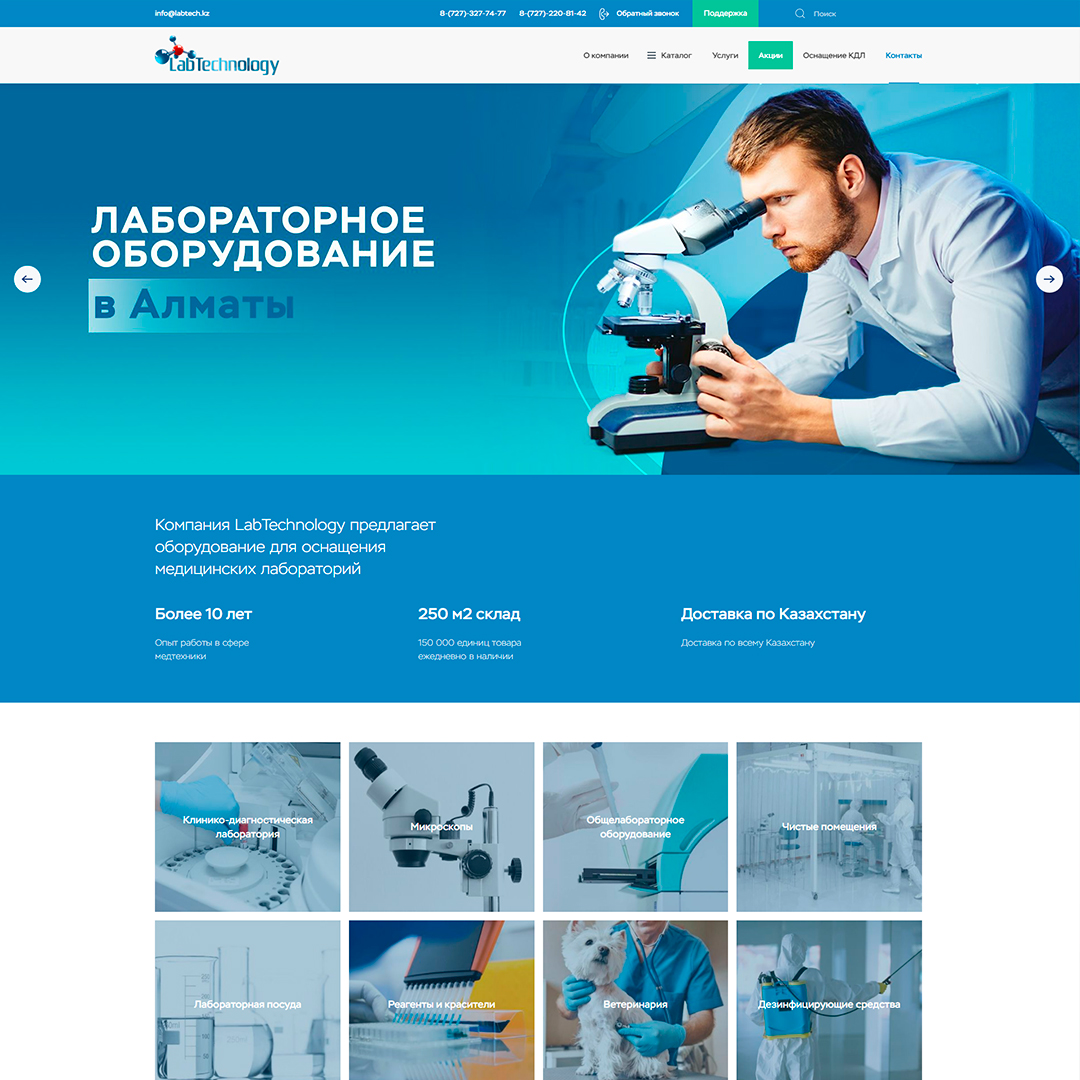 info@labtech.kz
8-(727)-327-74-77
8-(727)-220-81-42
Обратный звонок
Поддержка
Поиск
LabTechnology
О компании
Каталог
Услуги
Акции
Оснащение КДЛ
Контакты
ЛАБОРАТОРНОЕ
ОБОРУДОВАНИЕ
в Алматы
Компания LabTechnology предлагает
оборудование для оснащения
медицинских лабораторий
Более 10 лет
Опыт работы в сфере
медтехники
250 м2 склад
150 000 единиц товара
ежедневно в наличии
Доставка по Казахстану
Доставка по всему Казахстану
Клинико-диагностическая
лаборатория
Микроскопы
Общелабораторное
оборудование
Чистые помещения
Лабораторная посуда
Реагенты и красители
Ветеринария
Дезинфицирующие средства